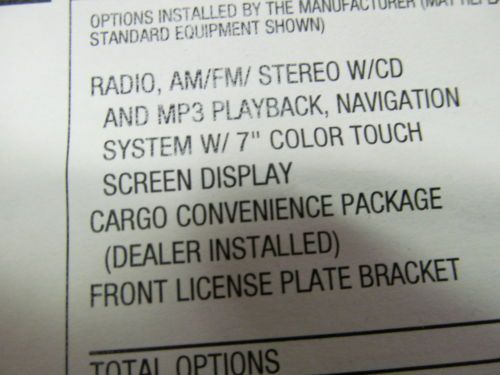 OPTIONS INSTALLED BY THE MANUFACTURER (MAY
STANDARD EQUIPMENT SHOWN)
RADIO, AM/FM/ STEREO W/CD
AND MP3 PLAYBACK, NAVIGATION
SYSTEM W/ 7" COLOR TOUCH
SCREEN DISPLAY
CARGO CONVENIENCE PACKAGE
(DEALER INSTALLED)
FRONT LICENSE PLATE BRACKET
TOTAL OPTIONS